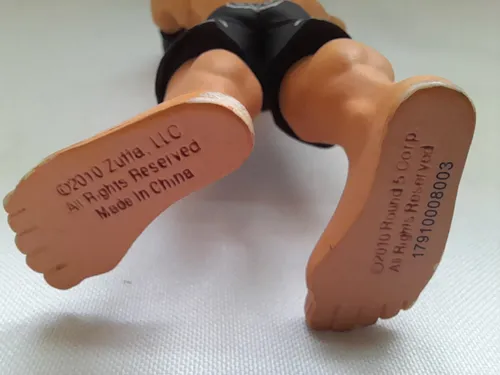 ©2010 Zuffa, LLC
All Rights Reserved
Made in China
©2010 Round 5 Corp.
All Rights Reserved
17910008003